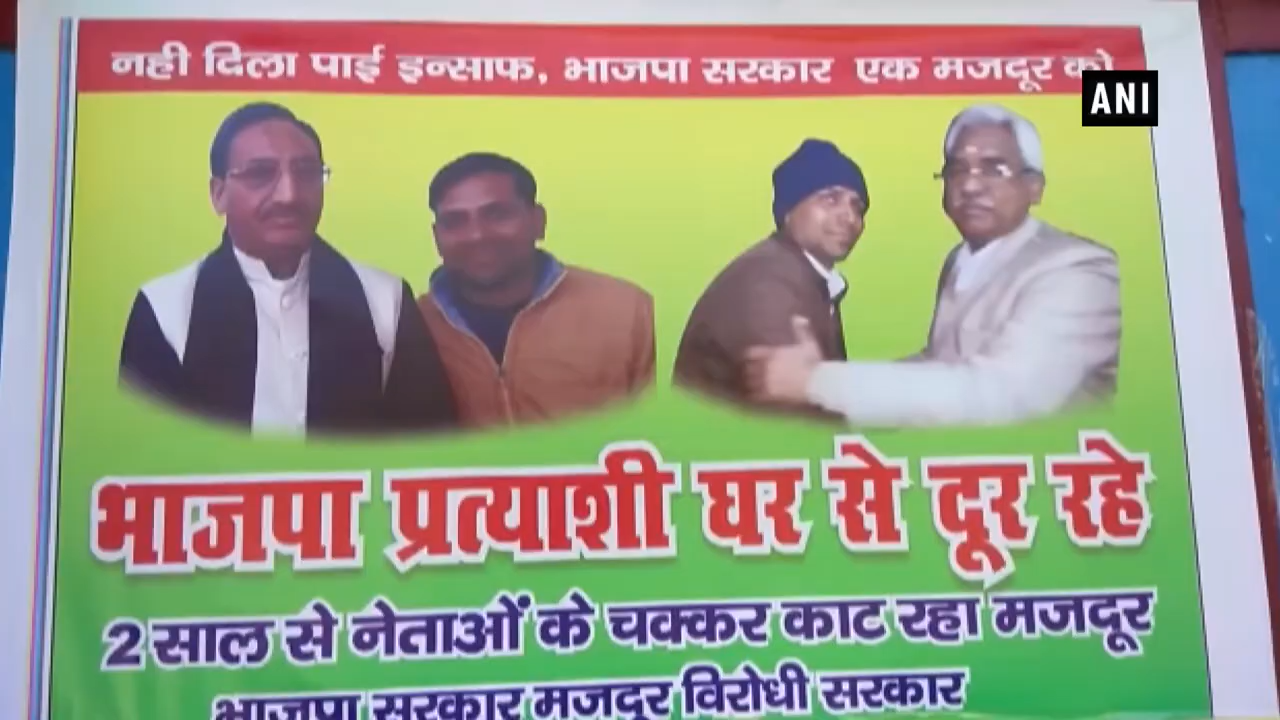 नही दिला पाई इन्साफ, भाजपा सरकार एक मजदूर को
ANI
भाजपा प्रत्याशी घर से दूर रहे
2 साल से नेताओं के चक्कर काट रहा मजदूर
भाजपा सरकार मजदूर विरोधी सरकार